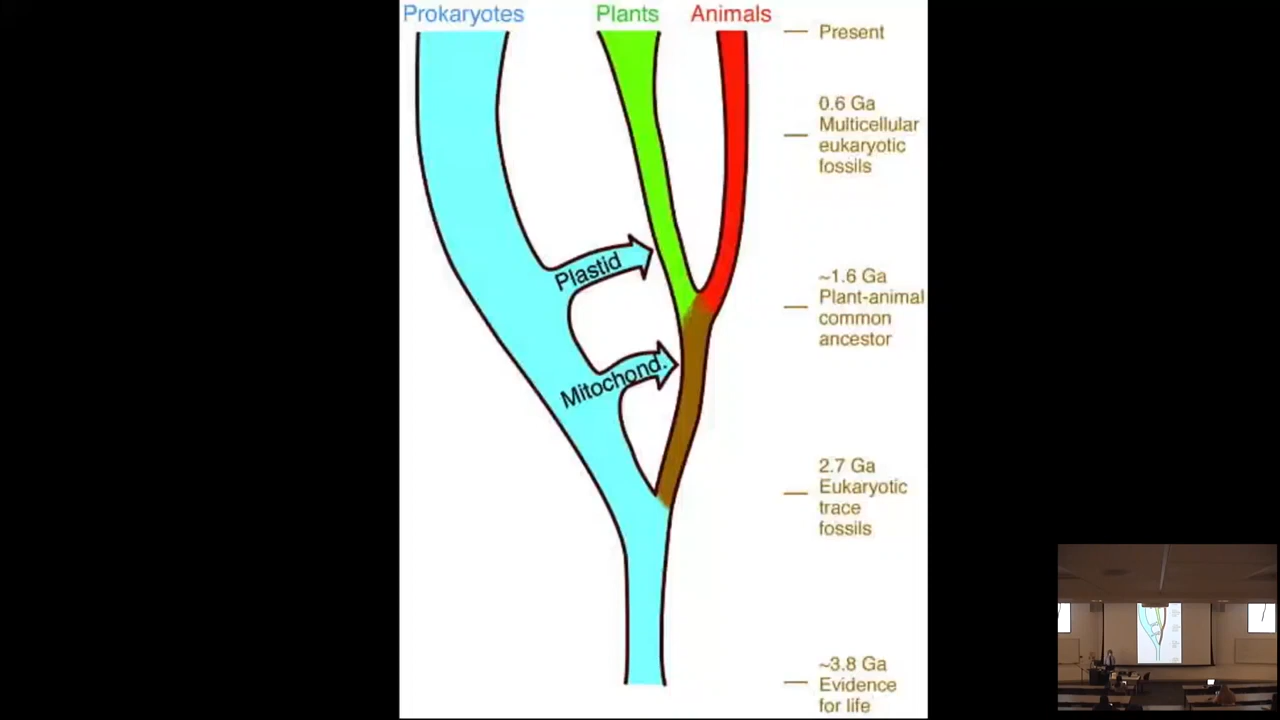 Prokaryotes
Plants
Animals
Present
0.6 Ga
Multicellular
eukaryotic
fossils
Plastid
~1.6 Ga
Plant-animal
common
ancestor
Mitochond.
2.7 Ga
Eukaryotic
trace
fossils
~3.8 Ga
Evidence
for life